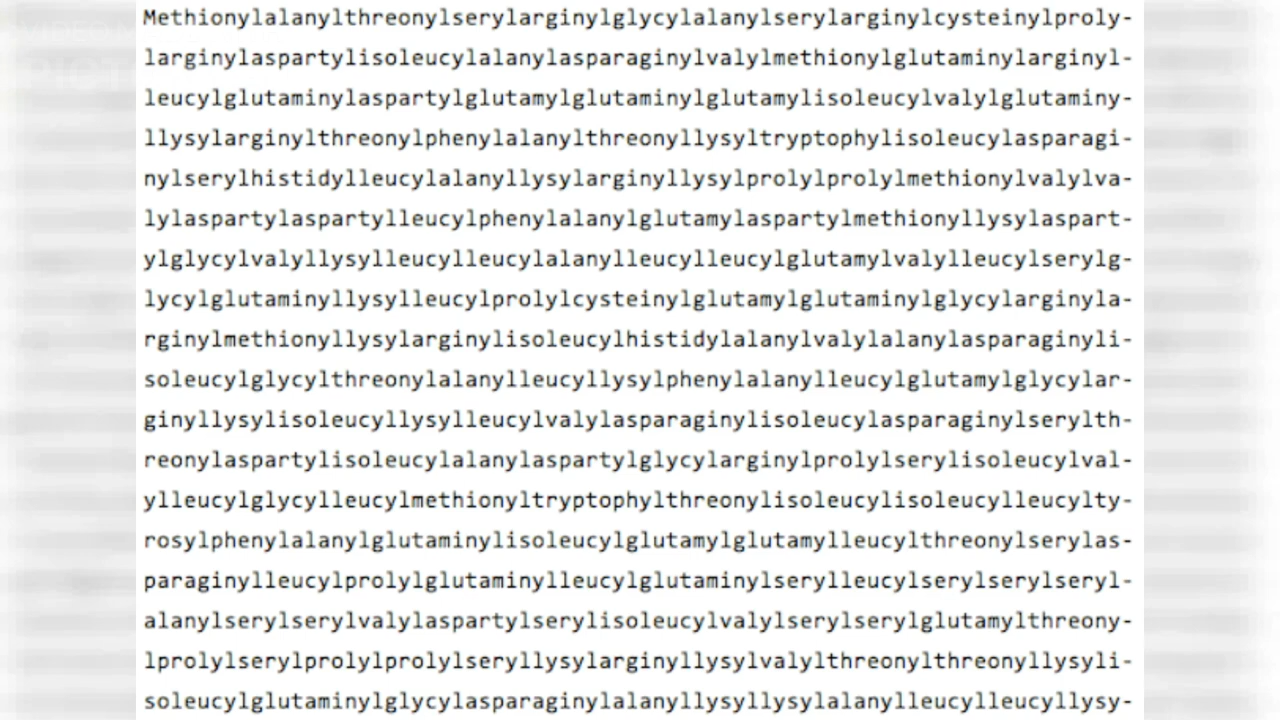 Methionylalanylthreonylserylarginylglycylalanylserylarginylcysteinylproly-
larginylaspartylisoleucylalanylasparaginylvalylmethionylglutaminylarginyl-
leucylglutaminylaspartylglutamylglutaminylglutamylisoleucylvalylglutaminy-
llysylarginylthreonylphenylalanylthreonyllysyltryptophylisoleucylasparagi-
nylserylhistidylleucylalanyllysylarginyllysylprolylprolylmethionylvalylva-
lylaspartylaspartylleucylphenylalanylglutamylaspartylmethionyllysylaspart-
ylglycylvalyllysylleucylleucylalanylleucylleucylglutamylvalylleucylserylg-
lycylglutaminyllysylleucylprolylcysteinylglutamylglutaminylglycylarginyla-
rginylmethionyllysylarginylisoleucylhistidylalanylvalylalanylasparaginyli-
soleucylglycylthreonylalanylleucyllysylphenylalanylleucylglutamylglycylar-
ginyllysylisoleucyllysylleucylvalylasparaginylisoleucylasparaginylserylth-
reonylaspartylisoleucylalanylaspartylglycylarginylprolylserylisoleucylval-
ylleucylglycylleucylmethionyltryptophylthreonylisoleucylisoleucylleucylty-
rosylphenylalanylglutaminylisoleucylglutamylglutamylleucylthreonylserylas-
paraginylleucylprolylglutaminylleucylglutaminylserylleucylserylserylseryl-
alanylserylserylvalylaspartylserylisoleucylvalylserylserylglutamylthreony-
lprolylserylprolylprolylseryllysylarginyllysylvalylthreonylthreonyllysyli-
soleucylglutaminylglycylasparaginylalanyllysyllysylalanylleucylleucyllysy-